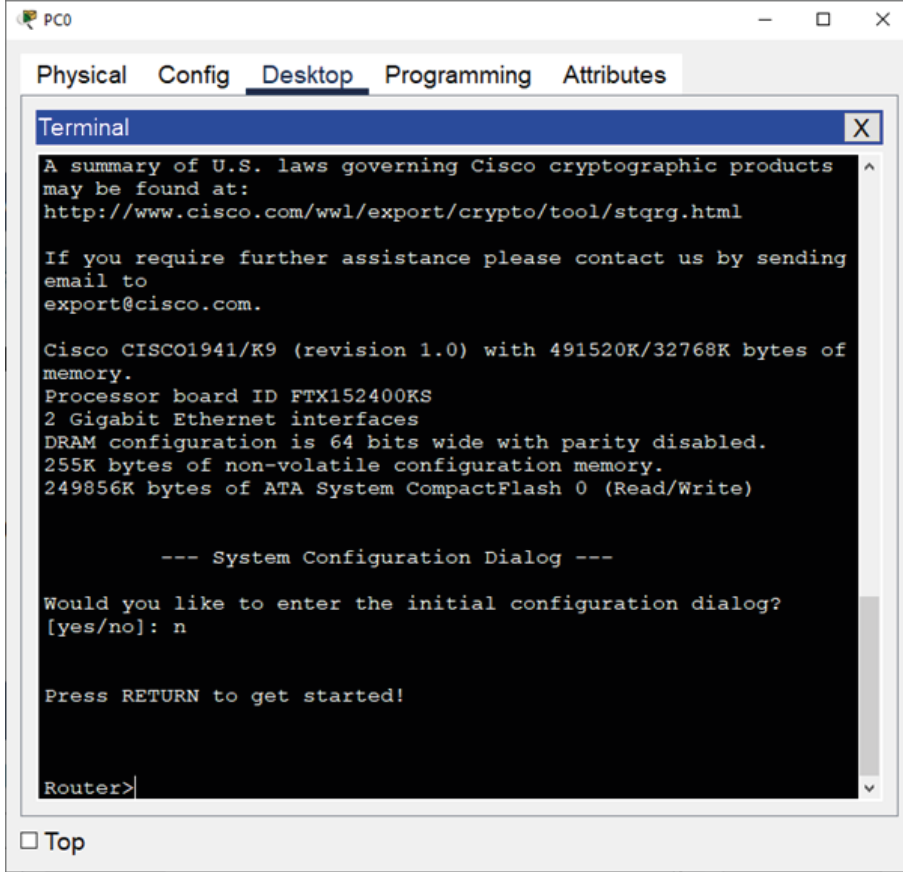 PC0
Physical Config Desktop Programming Attributes
Terminal X
A summary of U.S. laws governing Cisco cryptographic products
may be found at:
http://www.cisco.com/wwl/export/crypto/tool/stqrg.html
If you require further assistance please contact us by sending
email to
export@cisco.com.
Cisco CISCO1941/K9 (revision 1.0) with 491520K/32768K bytes of
memory.
Processor board ID FTX152400KS
2 Gigabit Ethernet interfaces
DRAM configuration is 64 bits wide with parity disabled.
255K bytes of non-volatile configuration memory.
249856K bytes of ATA System CompactFlash 0 (Read/Write)
--- System Configuration Dialog ---
Would you like to enter the initial configuration dialog?
[yes/no]: n
Press RETURN to get started!
Router>
Top